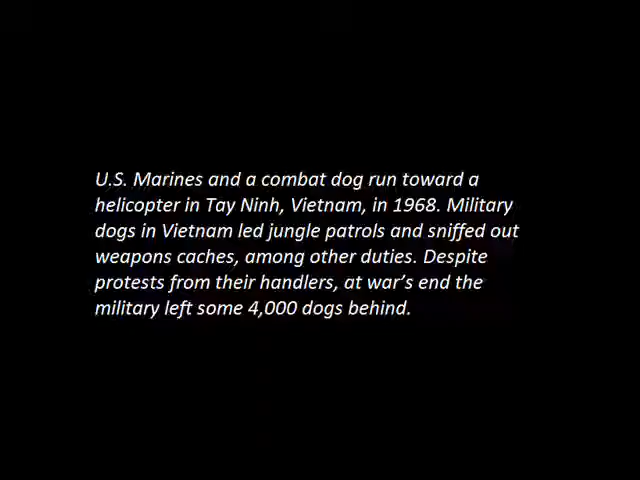 U.S. Marines and a combat dog run toward a
helicopter in Tay Ninh, Vietnam, in 1968. Military
dogs in Vietnam led jungle patrols and sniffed out
weapons caches, among other duties. Despite
protests from their handlers, at war’s end the
military left some 4,000 dogs behind.